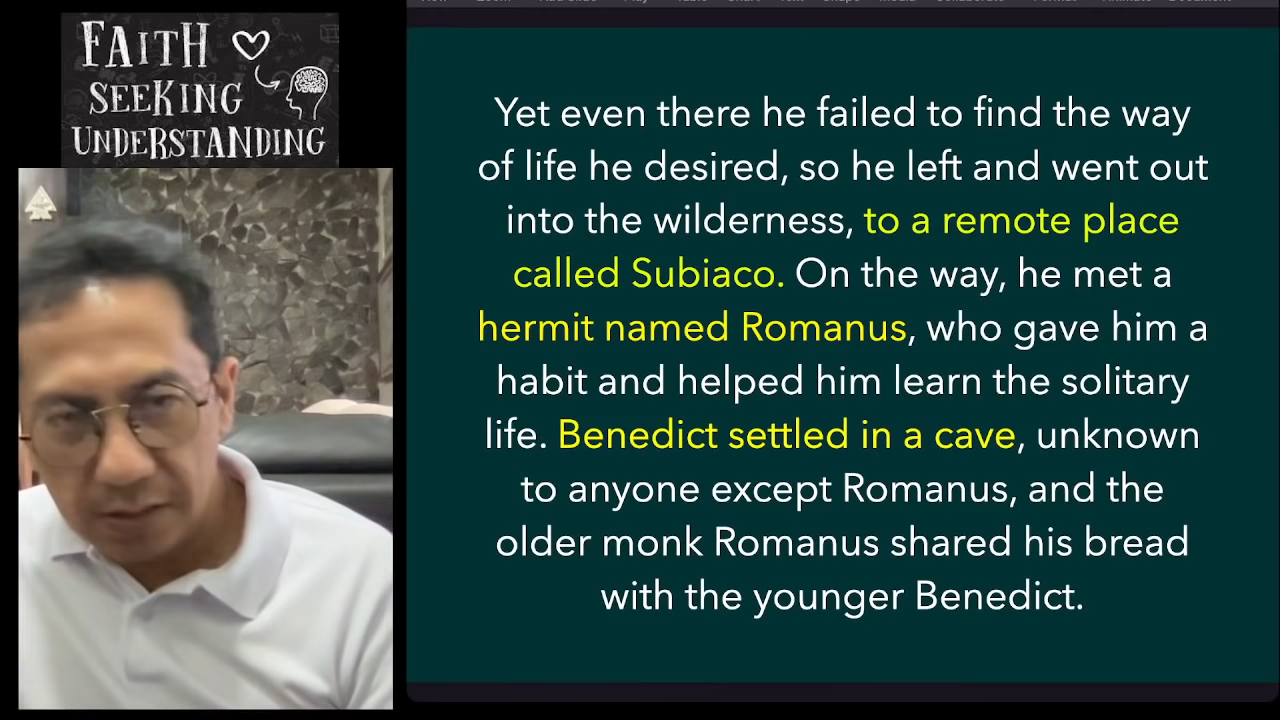 FAITH
SEEKING
UNDERSTANDING
Yet even there he failed to find the way
of life he desired, so he left and went out
into the wilderness, to a remote place
called Subiaco. On the way, he met a
hermit named Romanus, who gave him a
habit and helped him learn the solitary
life. Benedict settled in a cave, unknown
to anyone except Romanus, and the
older monk Romanus shared his bread
with the younger Benedict.